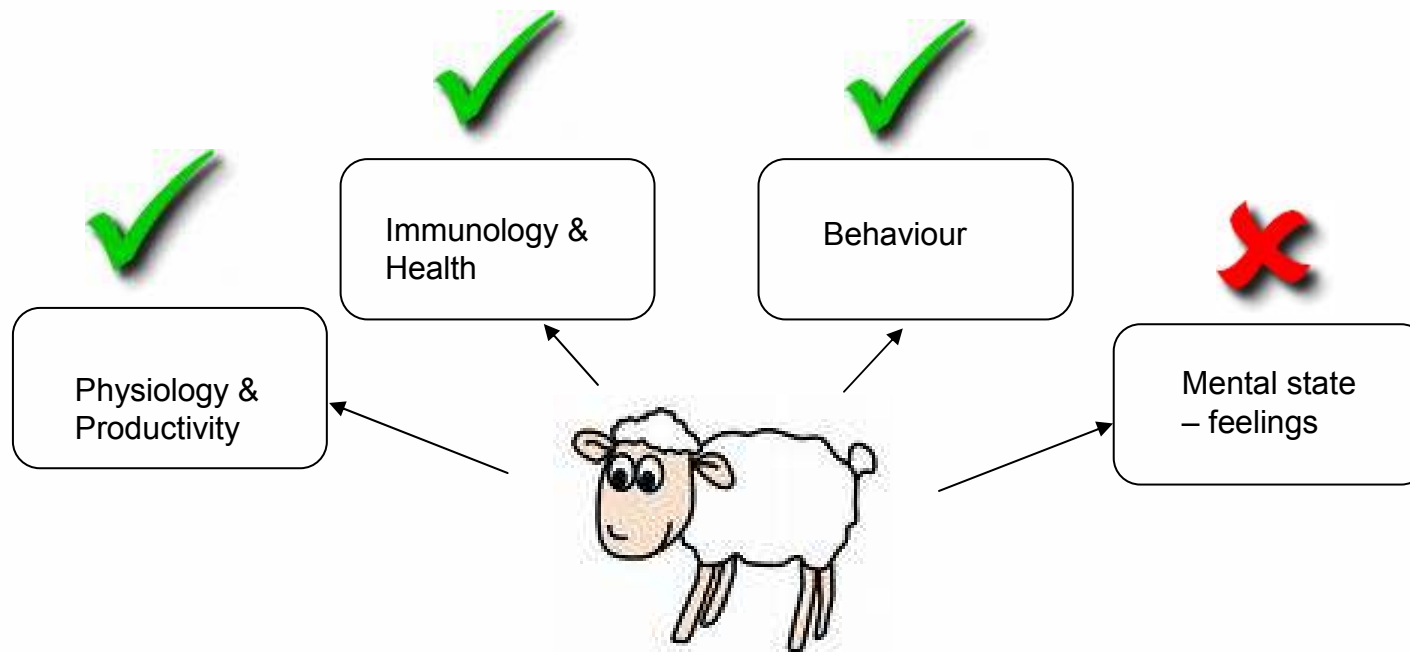 Physiology &
Productivity
Immunology &
Health
Behaviour
Mental state
– feelings